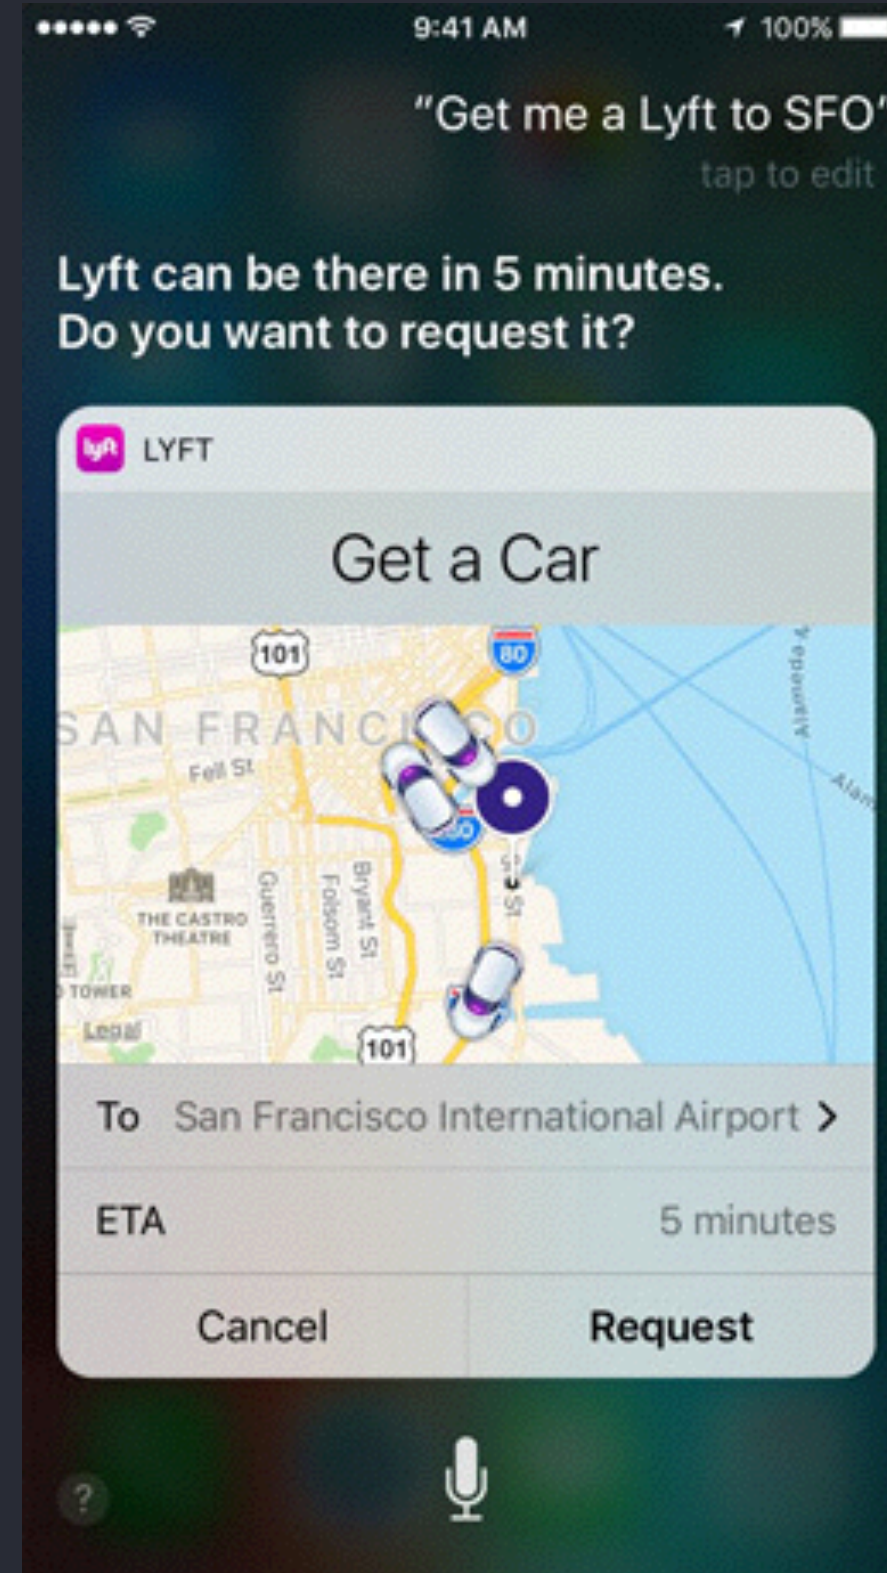 9:41 AM
100%
"Get me a Lyft to SFO"
tap to edit
Lyft can be there in 5 minutes.
Do you want to request it?
lyft LYFT
Get a Car
101
80
SAN FRANCISCO
Fell St
Alameda
Alam
THE CASTRO
THEATRE
Guerrero St
Folsom St
Bryant St
St
TOWER
Legal
101
To San Francisco International Airport
ETA 5 minutes
Cancel Request
?